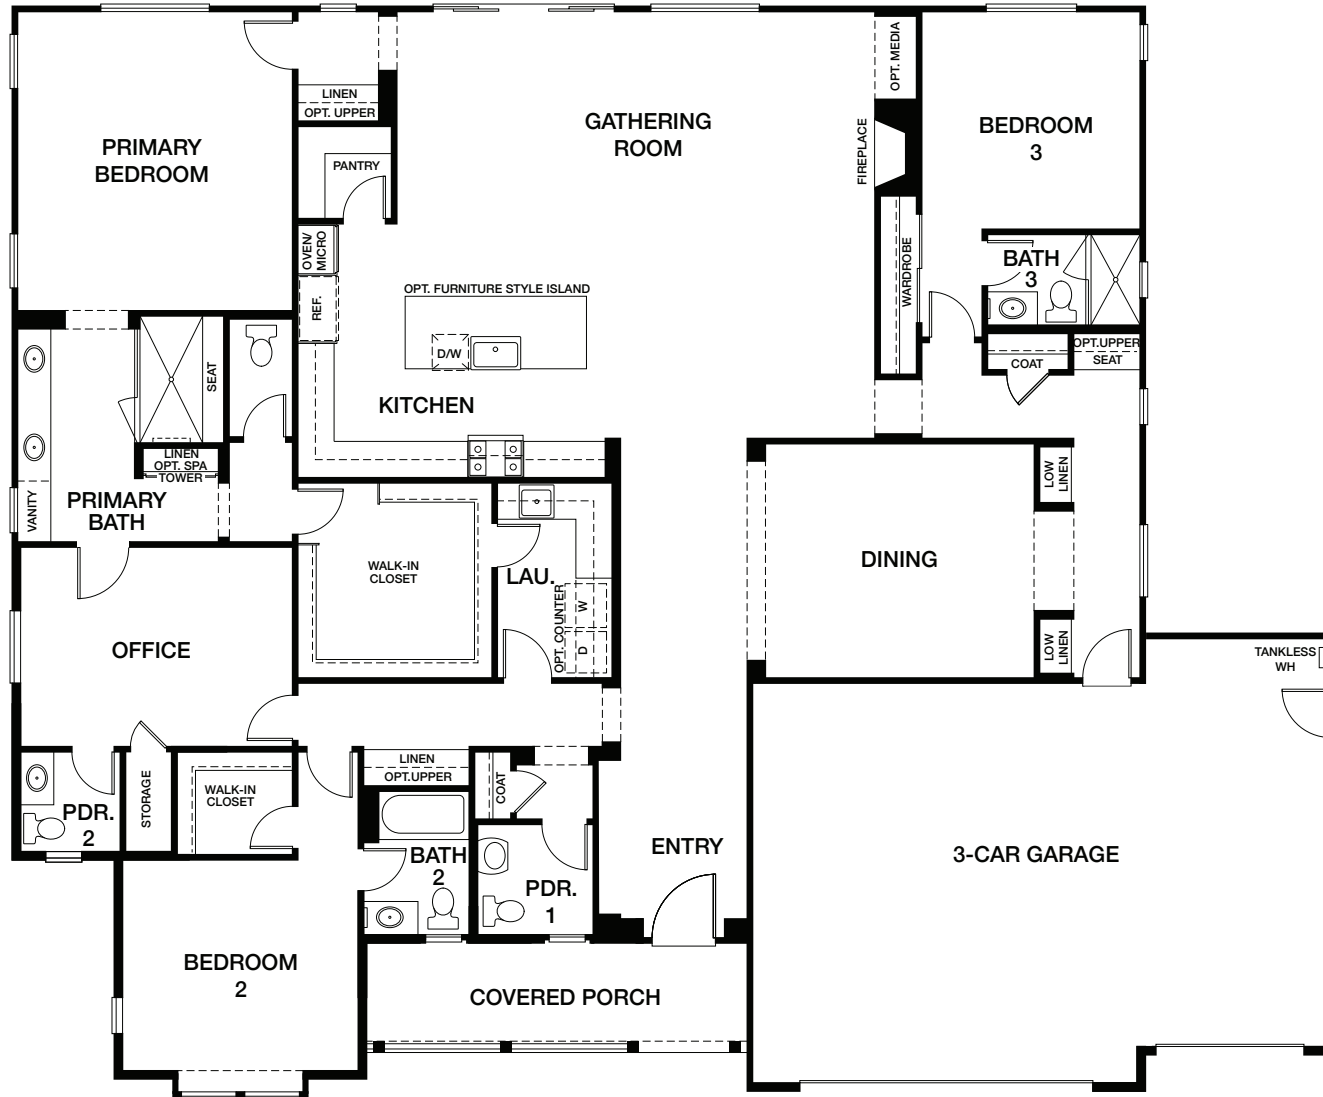 LINEN
OPT. UPPER
OPT. MEDIA
GATHERING
ROOM
BEDROOM
3
PRIMARY
BEDROOM
FIREPLACE
PANTRY
OVEN/
MICRO
WARDROBE
BATH
3
OPT. FURNITURE STYLE ISLAND
REF.
D/W
OPT.UPPER
SEAT
COAT
SEAT
KITCHEN
LINEN
OPT. SPA
TOWER
LOW
LINEN
VANITY
PRIMARY
BATH
WALK-IN
CLOSET
LAU.
DINING
OPT. COUNTER
W
D
OFFICE
LOW
LINEN
TANKLESS
WH
LINEN
OPT.UPPER
COAT
STORAGE
WALK-IN
CLOSET
PDR.
2
BATH
2
ENTRY
3-CAR GARAGE
PDR.
1
BEDROOM
2
COVERED PORCH